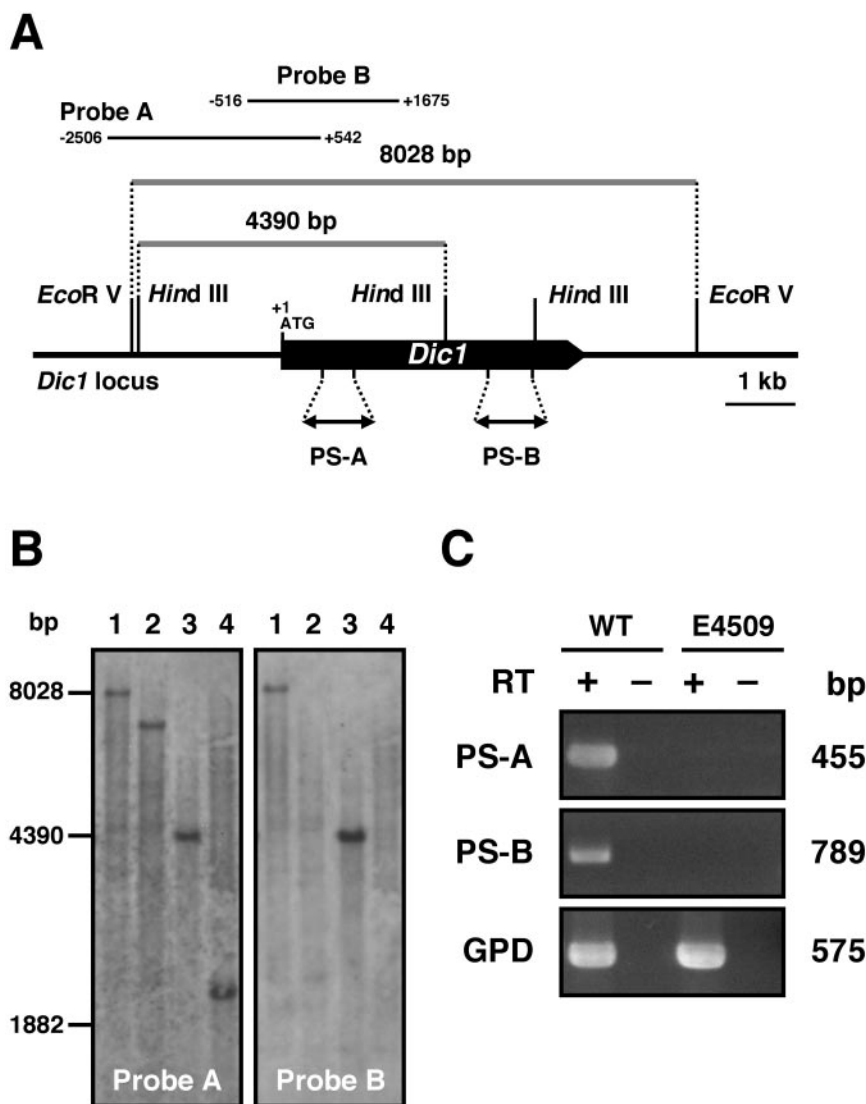 A
Probe B
-516 +1675
Probe A
-2506 +542
8028 bp
4390 bp
EcoR V Hind III Hind III Hind III EcoR V
+1
ATG
Dic1
Dic1 locus
1 kb
PS-A PS-B
B
bp 1 2 3 4 1 2 3 4
8028
4390
1882
Probe A Probe B
C
WT E4509
RT + − + − bp
PS-A 455
PS-B 789
GPD 575